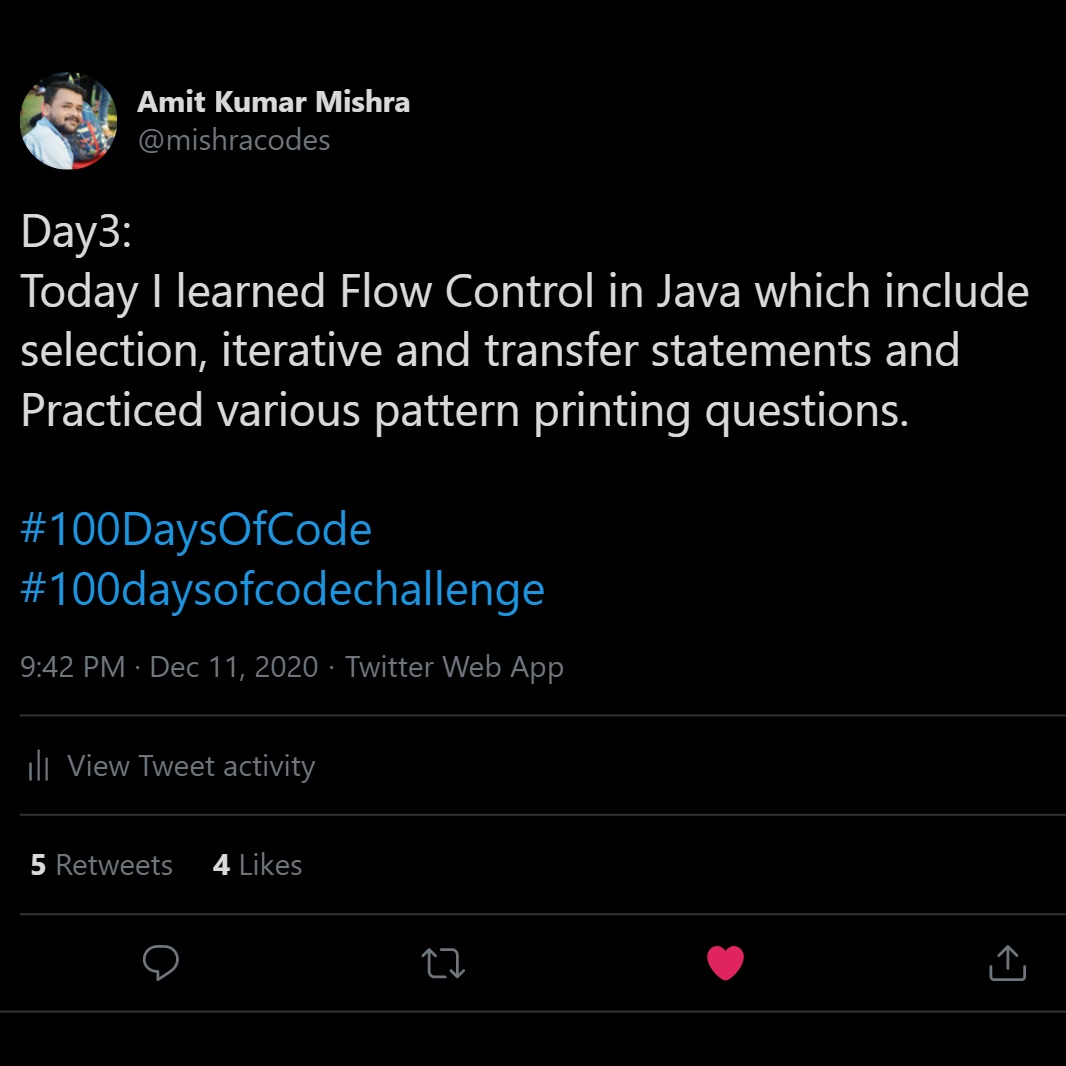 Amit Kumar Mishra
@mishracodes
Day3:
Today I learned Flow Control in Java which include
selection, iterative and transfer statements and
Practiced various pattern printing questions.
#100DaysOfCode
#100daysofcodechallenge
9:42 PM · Dec 11, 2020 · Twitter Web App
View Tweet activity
5 Retweets 4 Likes